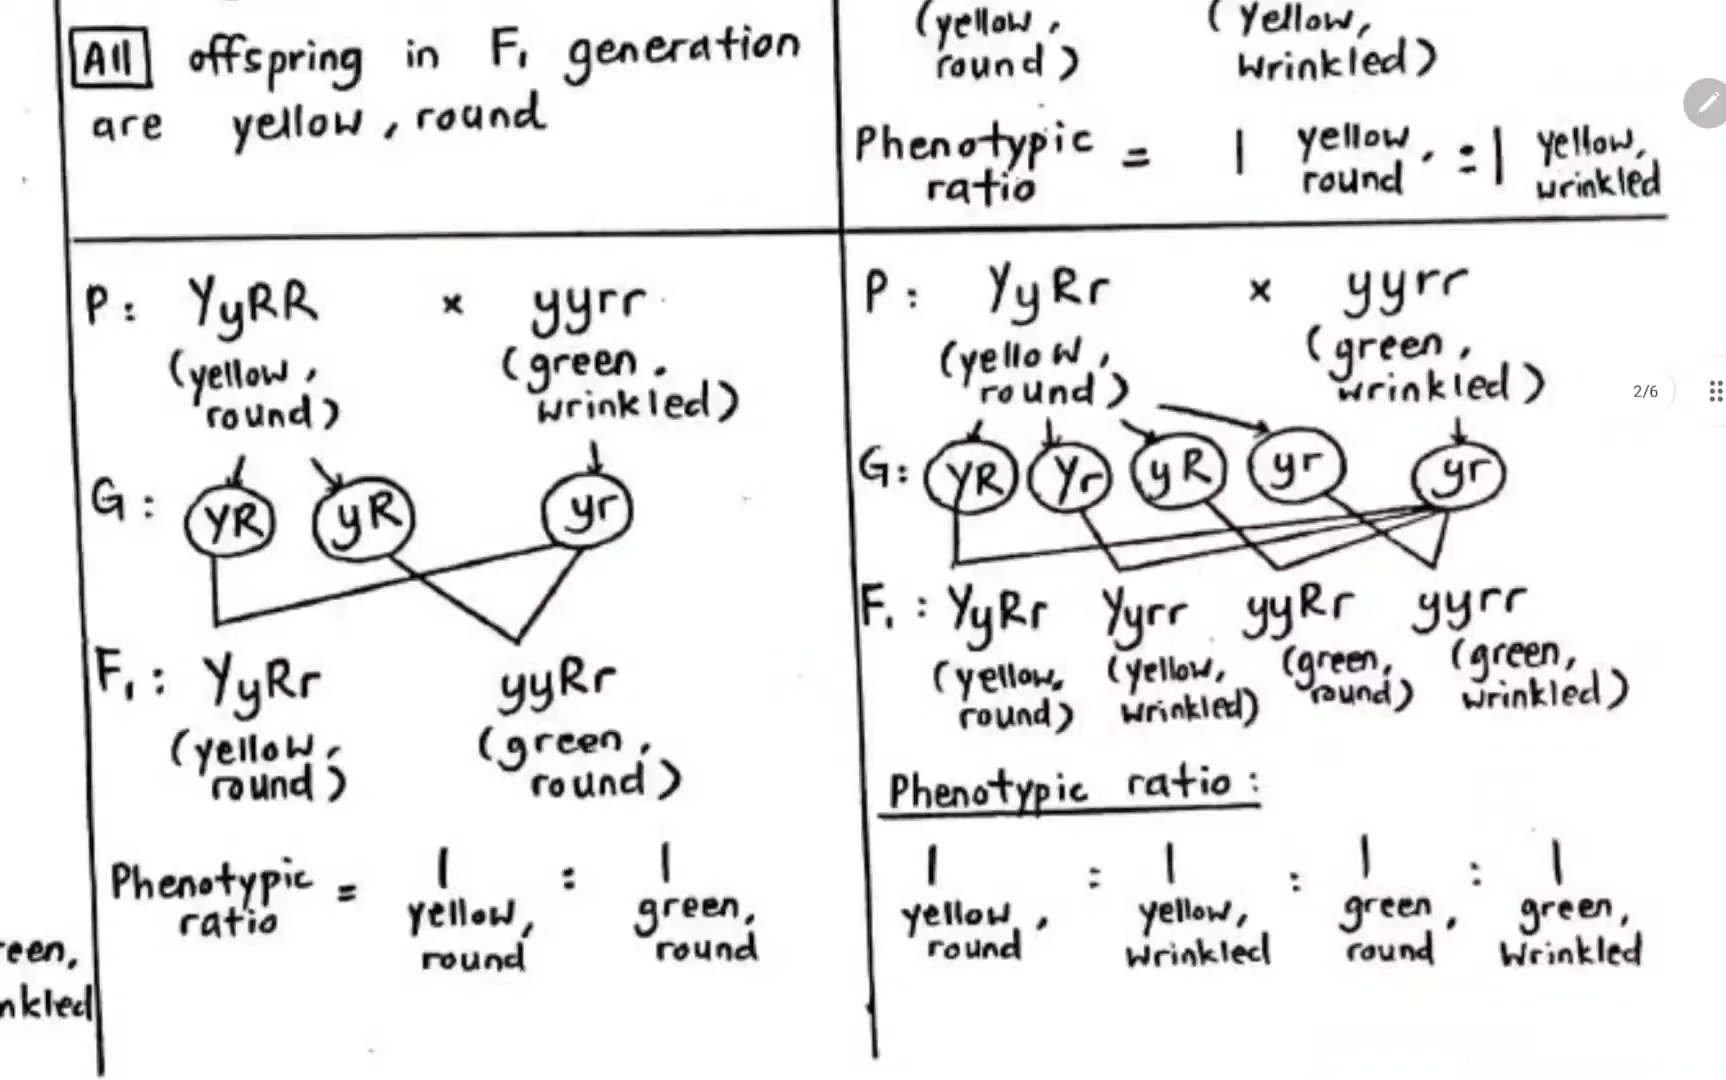 All offspring in F₁ generation
are yellow, round
(yellow, (Yellow,
round) wrinkled)
Phenotypic = 1 yellow, : 1 yellow,
ratio round wrinkled
P: YyRR × yyrr
(yellow, (green,
round) wrinkled)
G: YR yR yr
F₁: YyRr yyRr
(yellow, (green,
round) round)
Phenotypic = 1 : 1
ratio yellow, green,
round round
P: YyRr × yyrr
(yellow, (green,
round) wrinkled)
G: YR Yr yR yr yr
F₁: YyRr Yyrr yyRr yyrr
(yellow, (yellow, (green, (green,
round) wrinkled) round) wrinkled)
Phenotypic ratio:
1 : 1 : 1 : 1
yellow, yellow, green, green,
round wrinkled round wrinkled
2/6